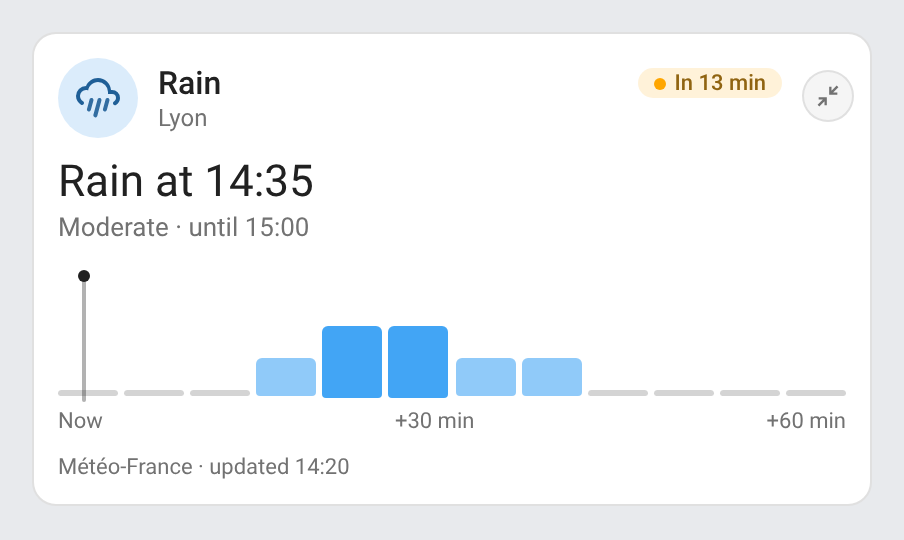 Rain
Lyon
In 13 min
Rain at 14:35
Moderate · until 15:00
Now
+30 min
+60 min
Météo-France · updated 14:20